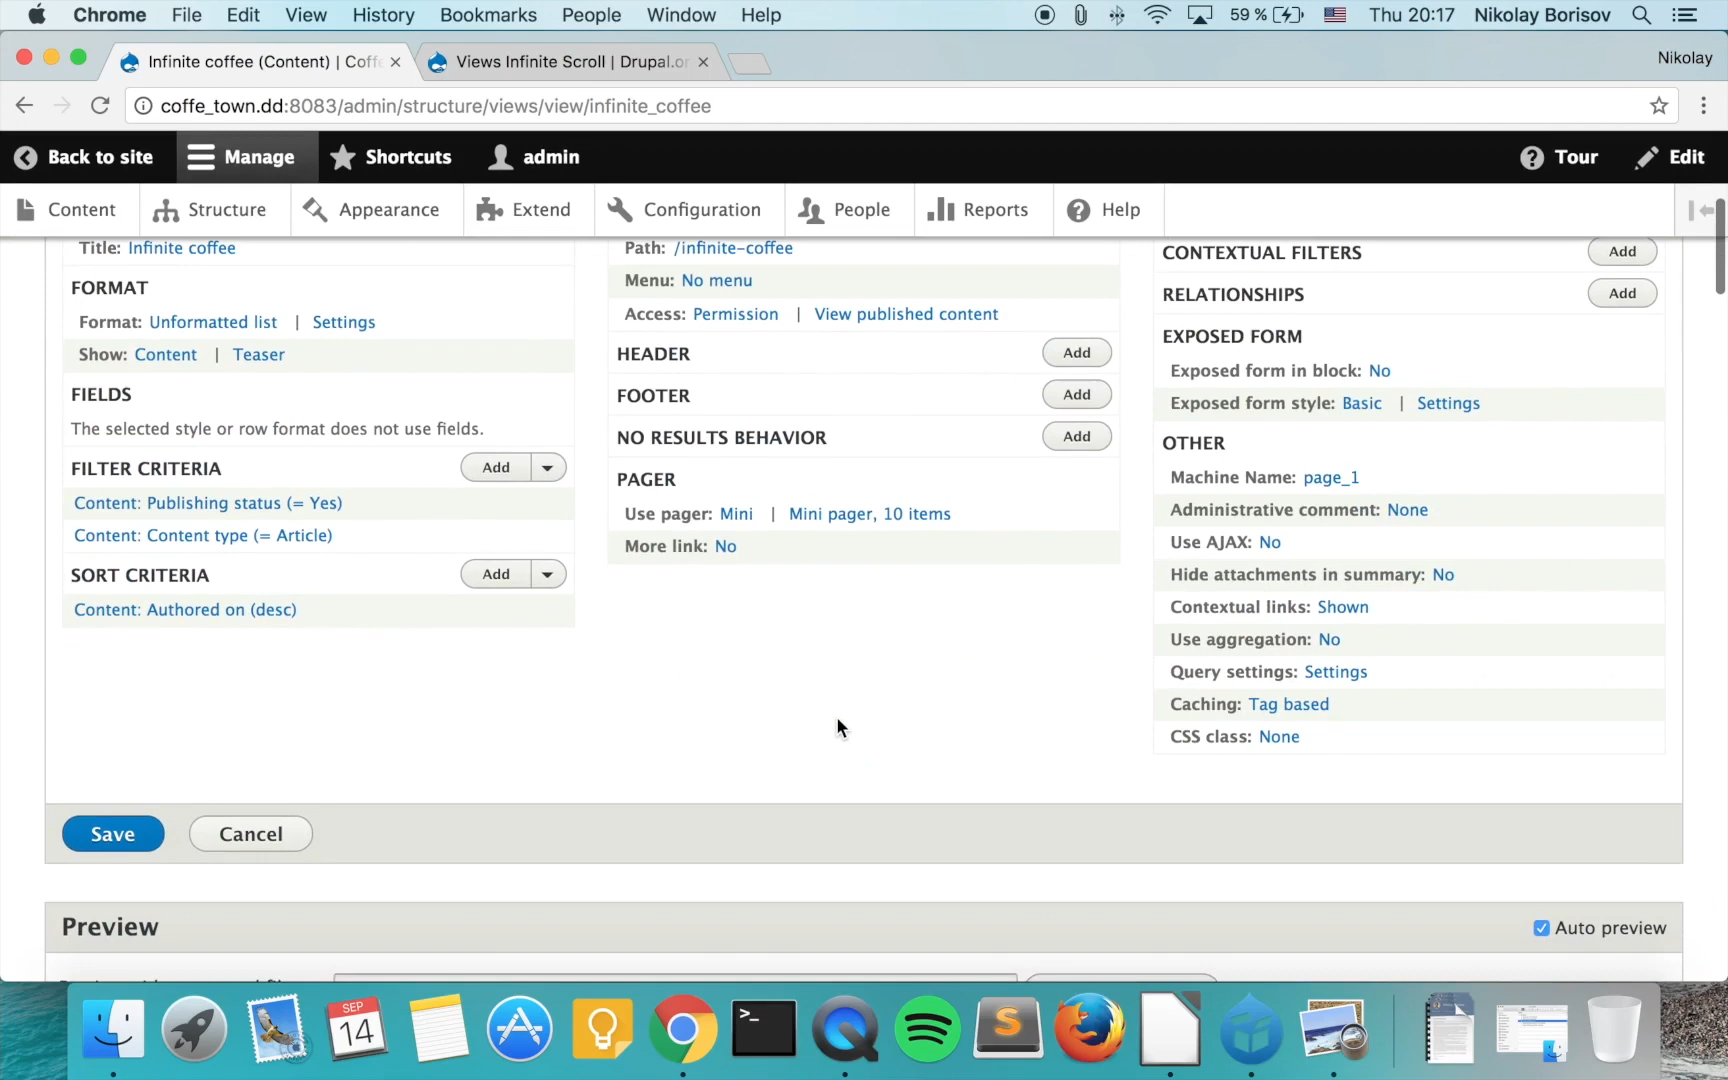 Chrome File Edit View History Bookmarks People Window Help 59 % Thu 20:17 Nikolay Borisov
Infinite coffee (Content) | Coffe Views Infinite Scroll | Drupal.or Nikolay
coffe_town.dd:8083/admin/structure/views/view/infinite_coffee
Back to site Manage Shortcuts admin Tour Edit
Content Structure Appearance Extend Configuration People Reports Help
Title: Infinite coffee
FORMAT
Format: Unformatted list | Settings
Show: Content | Teaser
FIELDS
The selected style or row format does not use fields.
FILTER CRITERIA Add
Content: Publishing status (= Yes)
Content: Content type (= Article)
SORT CRITERIA Add
Content: Authored on (desc)
Path: /infinite-coffee
Menu: No menu
Access: Permission | View published content
HEADER Add
FOOTER Add
NO RESULTS BEHAVIOR Add
PAGER
Use pager: Mini | Mini pager, 10 items
More link: No
CONTEXTUAL FILTERS Add
RELATIONSHIPS Add
EXPOSED FORM
Exposed form in block: No
Exposed form style: Basic | Settings
OTHER
Machine Name: page_1
Administrative comment: None
Use AJAX: No
Hide attachments in summary: No
Contextual links: Shown
Use aggregation: No
Query settings: Settings
Caching: Tag based
CSS class: None
Save Cancel
Preview Auto preview
SEP
14